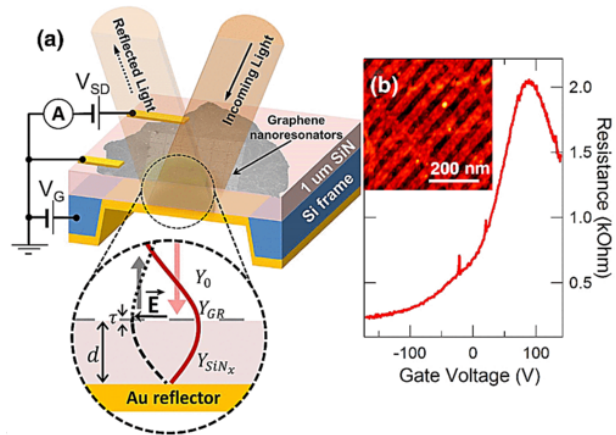 (a)
Reflected Light
Incoming Light
V_SD
A
Graphene
nanoresonators
1 um SiN
Si frame
V_G
Y_0
E
τ
Y_GR
d
Y_SiN_x
Au reflector
(b)
200 nm
2.0
1.5
1.0
0.5
Resistance (kOhm)
-100
0
100
Gate Voltage (V)